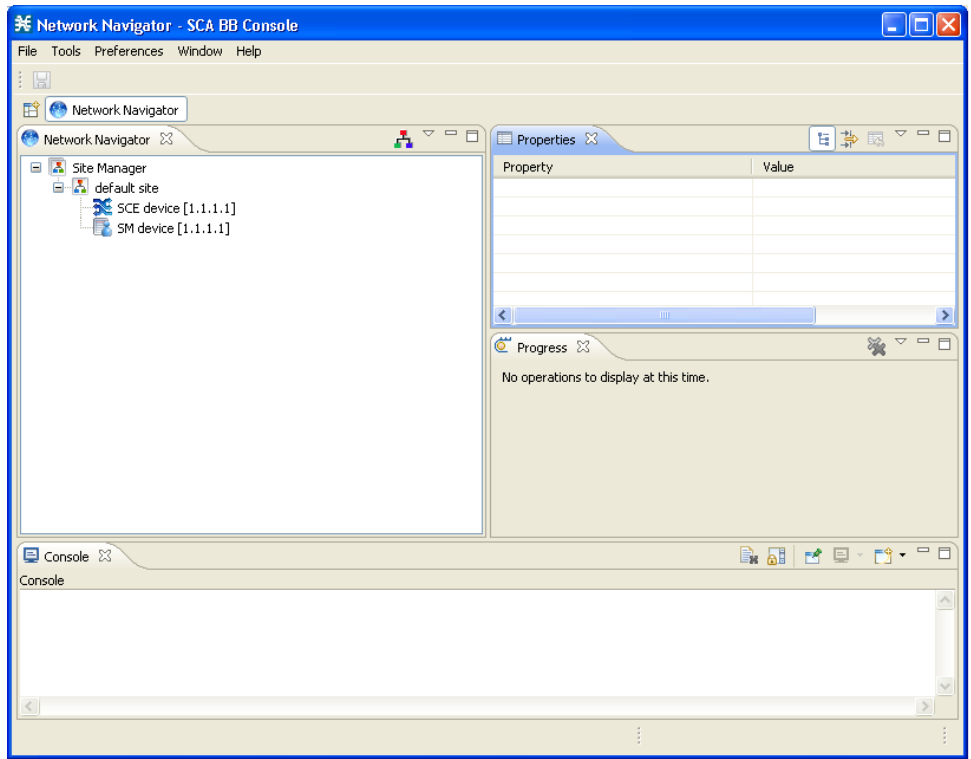 Network Navigator - SCA BB Console
File Tools Preferences Window Help
Network Navigator
Network Navigator
Site Manager
default site
SCE device [1.1.1.1]
SM device [1.1.1.1]
Properties
Property Value
Progress
No operations to display at this time.
Console
Console